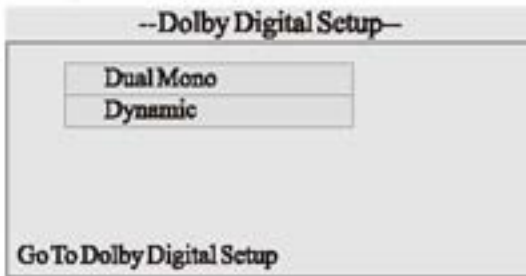 --Dolby Digital Setup--
Dual Mono
Dynamic
Go To Dolby Digital Setup